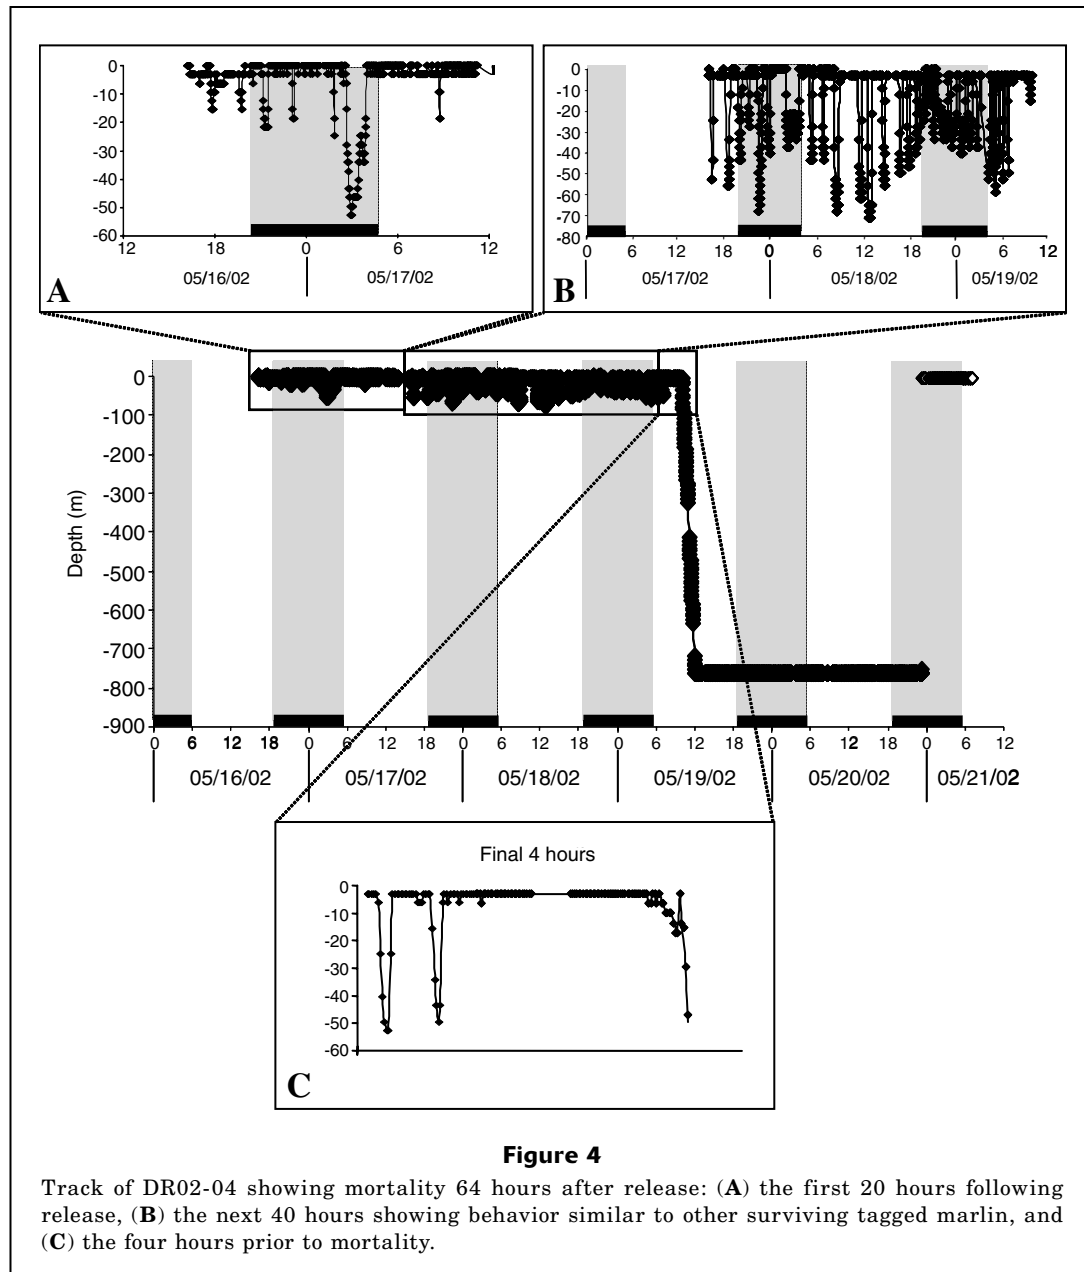 0
-10
-20
-30
-40
-50
-60
12 18 0 6 12
05/16/02 05/17/02
A
0
-10
-20
-30
-40
-50
-60
-70
-80
0 6 12 18 0 6 12 18 0 6 12
05/17/02 05/18/02 05/19/02
B
Depth (m)
0
-100
-200
-300
-400
-500
-600
-700
-800
-900
0 6 12 18 0 6 12 18 0 6 12 18 0 6 12 18 0 6 12 18 0 6 12
05/16/02 05/17/02 05/18/02 05/19/02 05/20/02 05/21/02
Final 4 hours
0
-10
-20
-30
-40
-50
-60
C
Figure 4
Track of DR02-04 showing mortality 64 hours after release: (A) the first 20 hours following
release, (B) the next 40 hours showing behavior similar to other surviving tagged marlin, and
(C) the four hours prior to mortality.